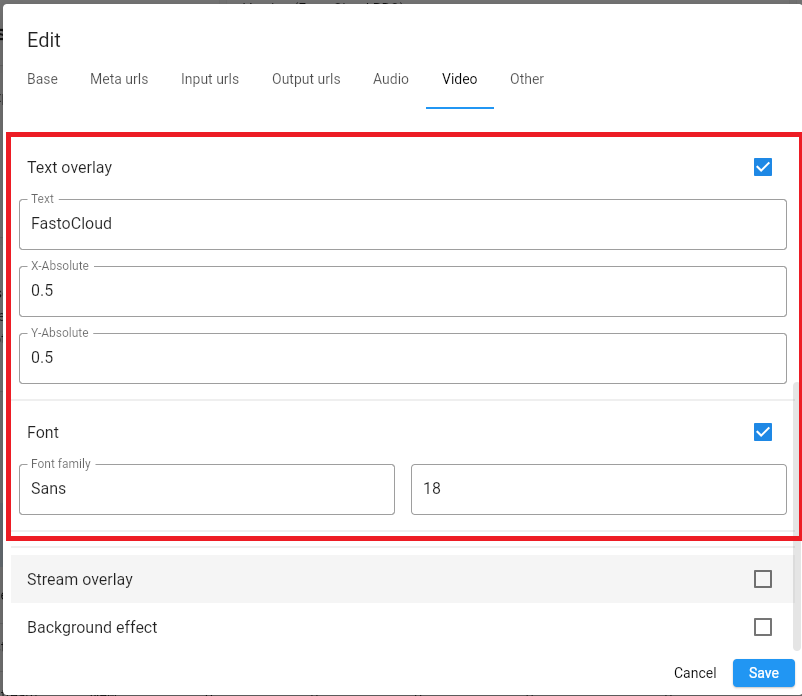 Edit
Base Meta urls Input urls Output urls Audio Video Other
Text overlay
Text
FastoCloud
X-Absolute
0.5
Y-Absolute
0.5
Font
Font family
Sans 18
Stream overlay
Background effect
Cancel Save